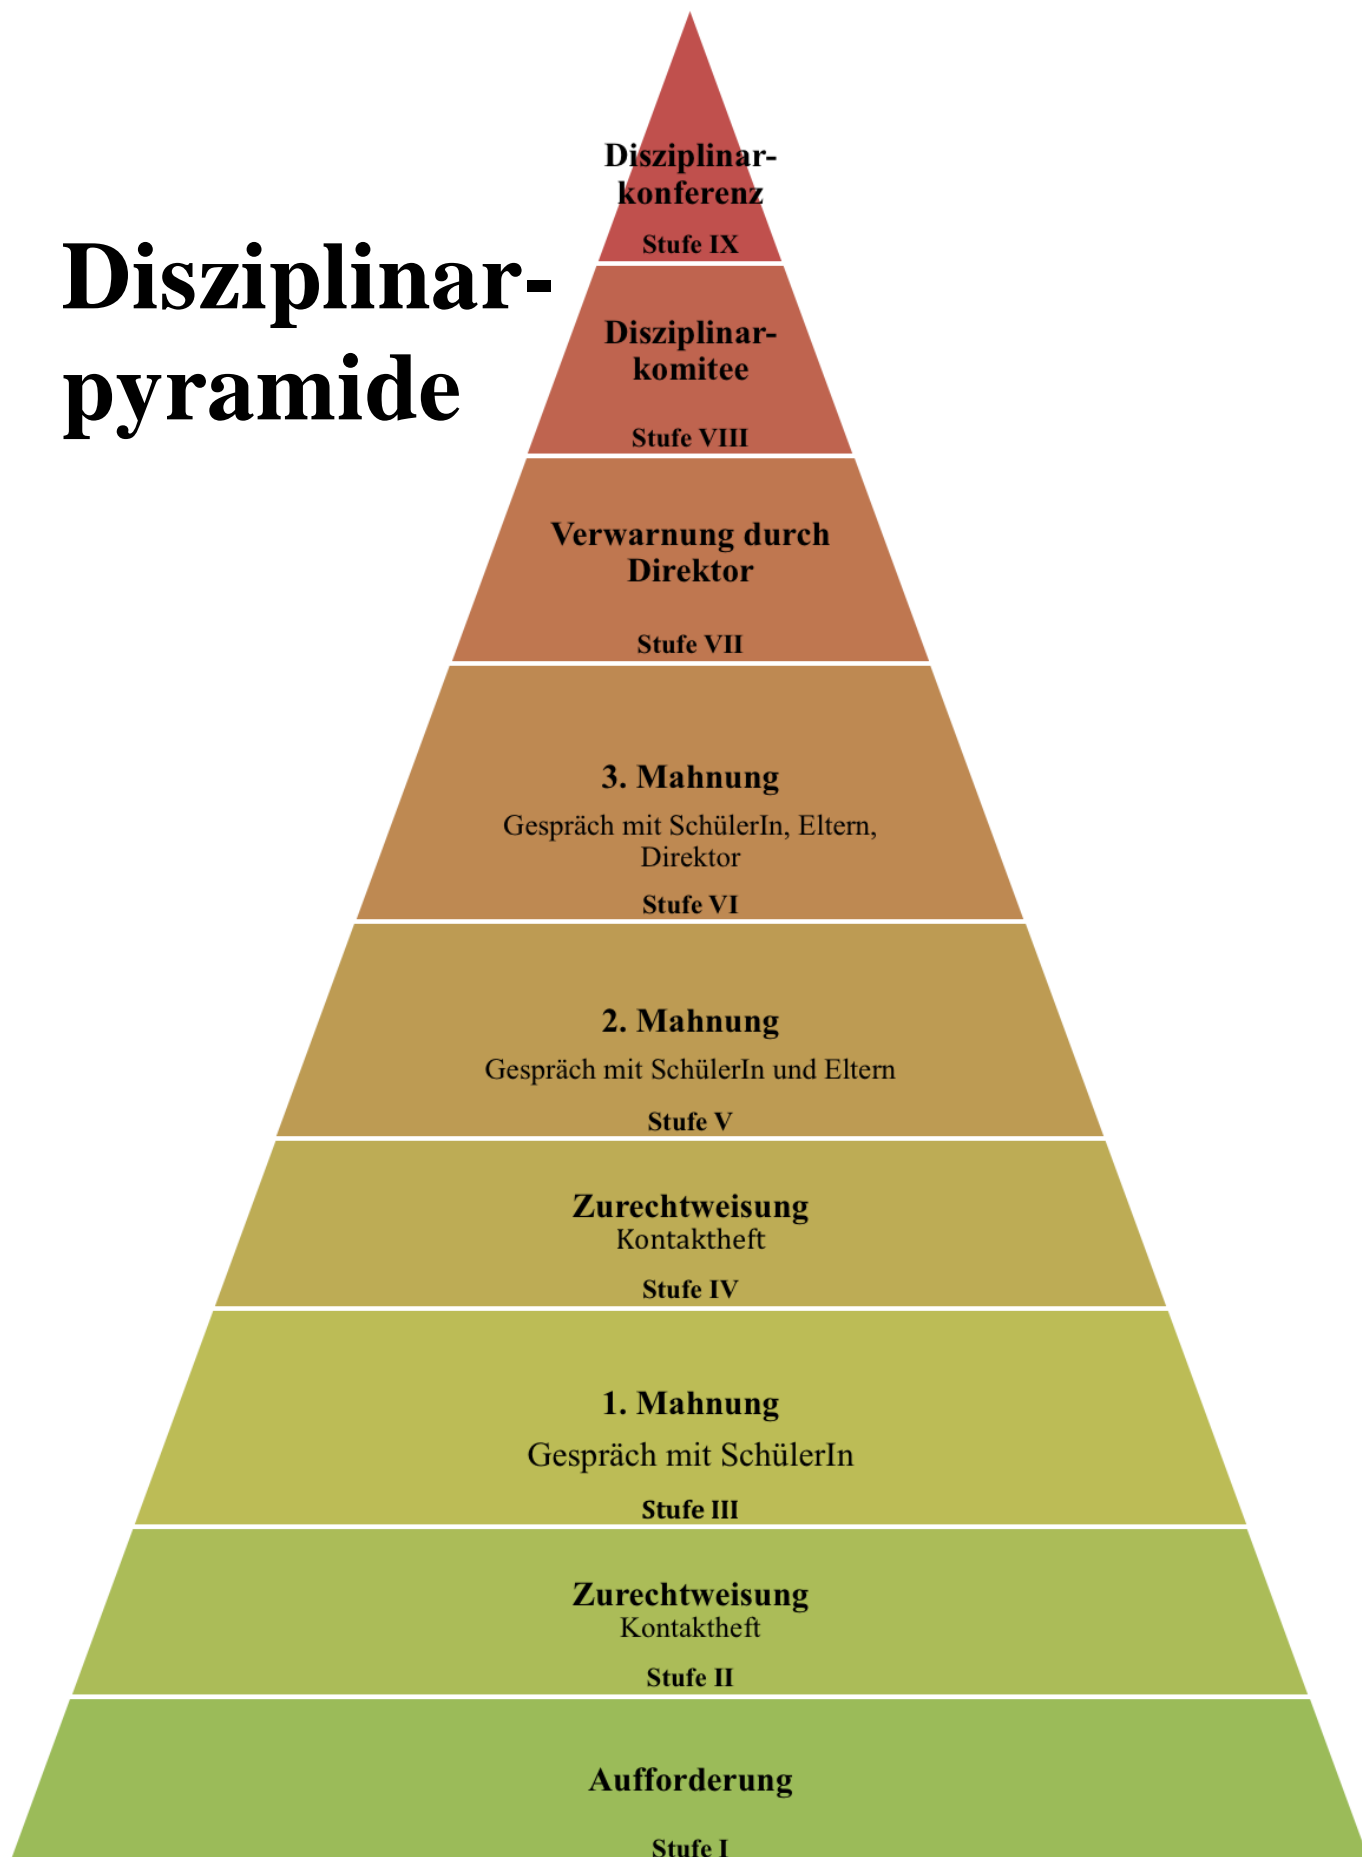 Disziplinar-
pyramide
Disziplinar-
konferenz
Stufe IX
Disziplinar-
komitee
Stufe VIII
Verwarnung durch
Direktor
Stufe VII
3. Mahnung
Gespräch mit SchülerIn, Eltern,
Direktor
Stufe VI
2. Mahnung
Gespräch mit SchülerIn und Eltern
Stufe V
Zurechtweisung
Kontaktheft
Stufe IV
1. Mahnung
Gespräch mit SchülerIn
Stufe III
Zurechtweisung
Kontaktheft
Stufe II
Aufforderung
Stufe I